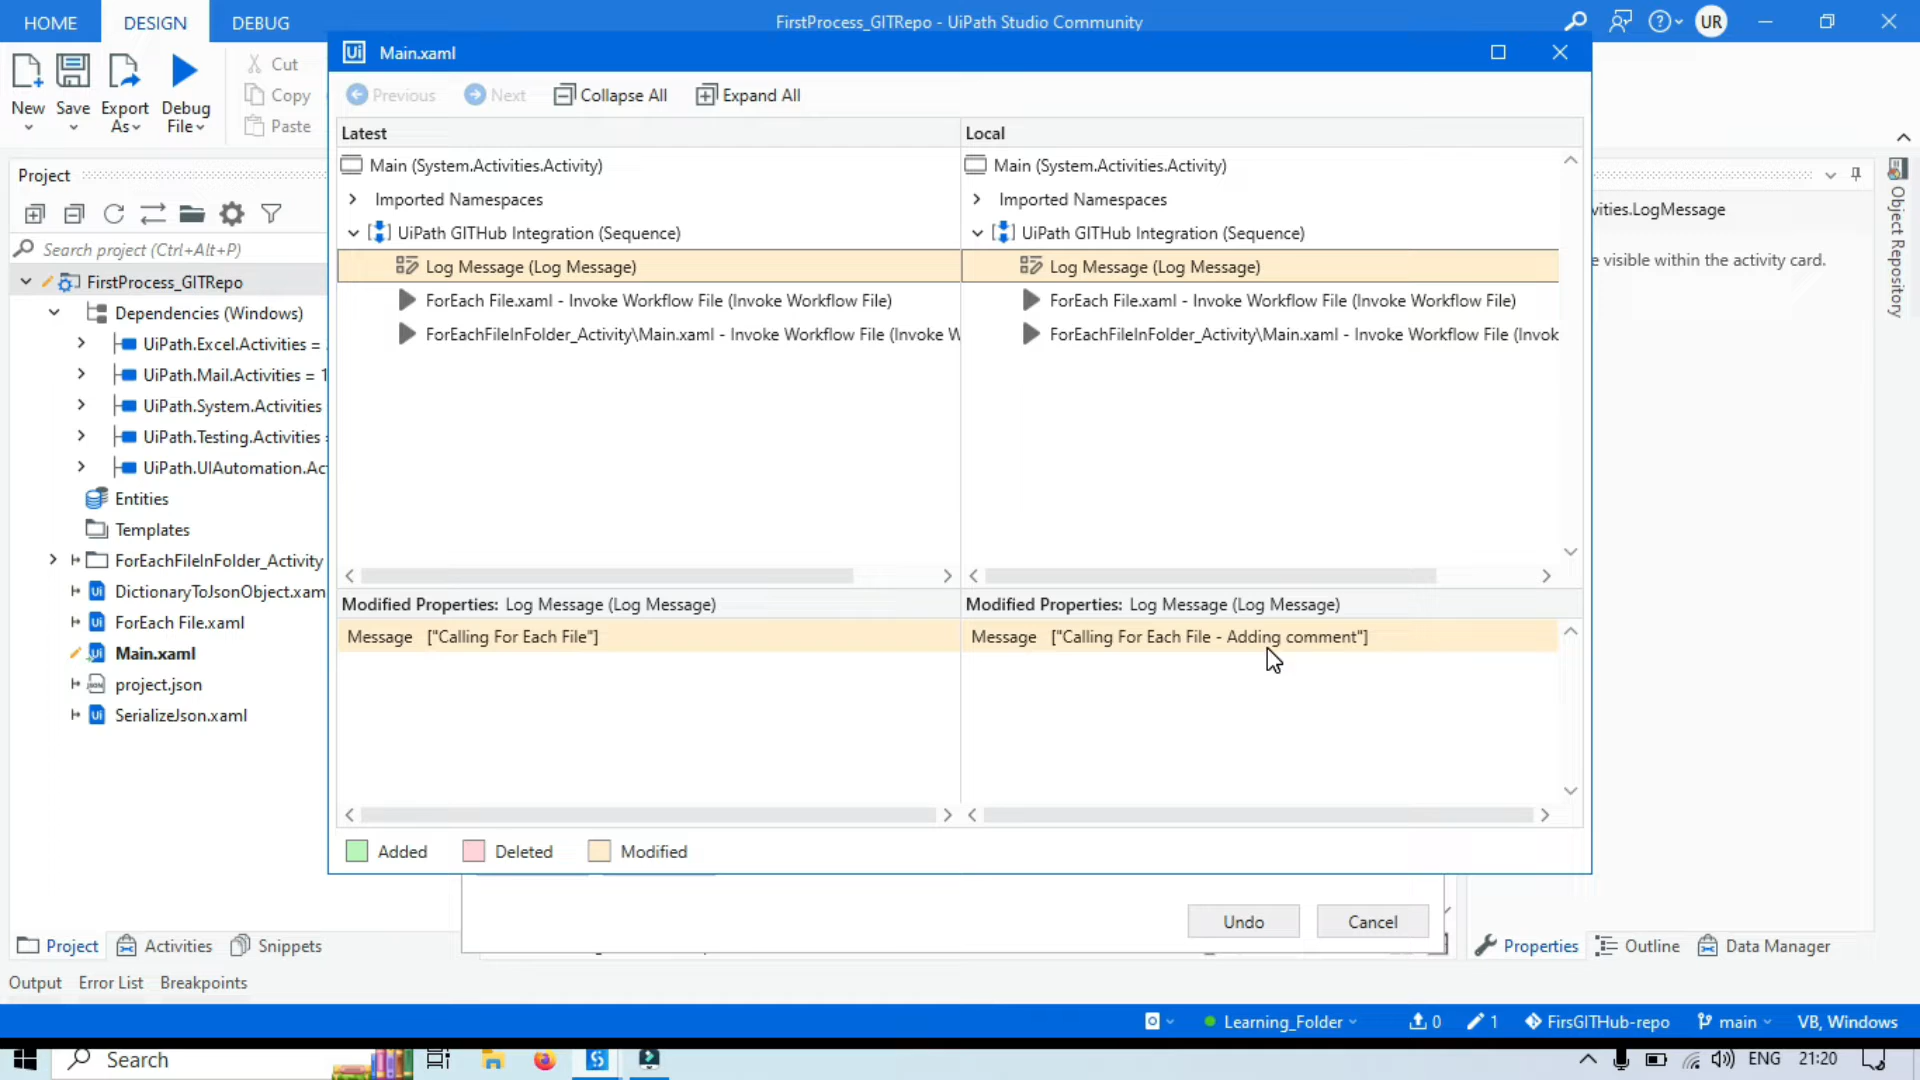 HOME DESIGN DEBUG FirstProcess_GITRepo - UiPath Studio Community UR
Ui Main.xaml
New Save Export As Debug File
Cut
Copy
Paste
Previous Next Collapse All Expand All
Latest Local
Main (System.Activities.Activity) Main (System.Activities.Activity)
Imported Namespaces Imported Namespaces
UiPath GITHub Integration (Sequence) UiPath GITHub Integration (Sequence)
Log Message (Log Message) Log Message (Log Message)
ForEach File.xaml - Invoke Workflow File (Invoke Workflow File) ForEach File.xaml - Invoke Workflow File (Invoke Workflow File)
ForEachFileInFolder_Activity\Main.xaml - Invoke Workflow File (Invoke W ForEachFileInFolder_Activity\Main.xaml - Invoke Workflow File (Invok
Modified Properties: Log Message (Log Message) Modified Properties: Log Message (Log Message)
Message ["Calling For Each File"] Message ["Calling For Each File - Adding comment"]
Added Deleted Modified
Undo Cancel
Project
Search project (Ctrl+Alt+P)
FirstProcess_GITRepo
Dependencies (Windows)
UiPath.Excel.Activities =
UiPath.Mail.Activities = 1
UiPath.System.Activities
UiPath.Testing.Activities =
UiPath.UIAutomation.Ac
Entities
Templates
ForEachFileInFolder_Activity
DictionaryToJsonObject.xam
ForEach File.xaml
Main.xaml
project.json
SerializeJson.xaml
vities.LogMessage
e visible within the activity card.
Object Repository
Project Activities Snippets Properties Outline Data Manager
Output Error List Breakpoints
Learning_Folder 0 1 FirsGITHub-repo main VB, Windows
Search ENG 21:20